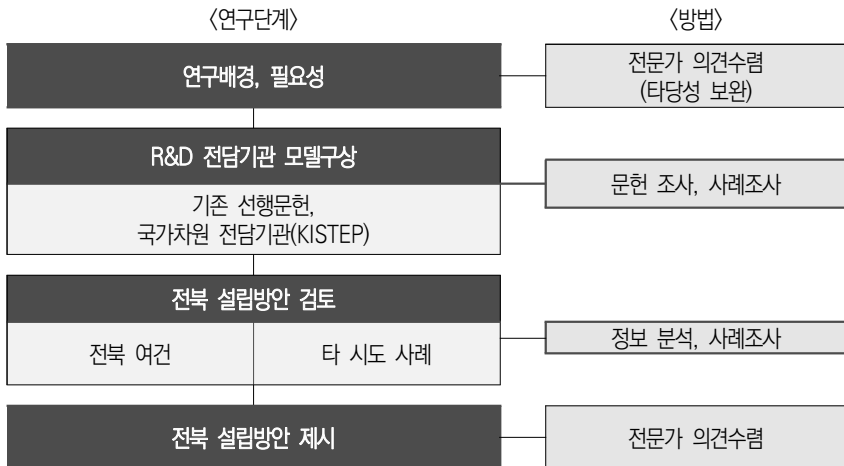 〈연구단계〉
〈방법〉
연구배경, 필요성
전문가 의견수렴
(타당성 보완)
R&D 전담기관 모델구상
기존 선행문헌,
국가차원 전담기관(KISTEP)
문헌 조사, 사례조사
전북 설립방안 검토
전북 여건
타 시도 사례
정보 분석, 사례조사
전북 설립방안 제시
전문가 의견수렴